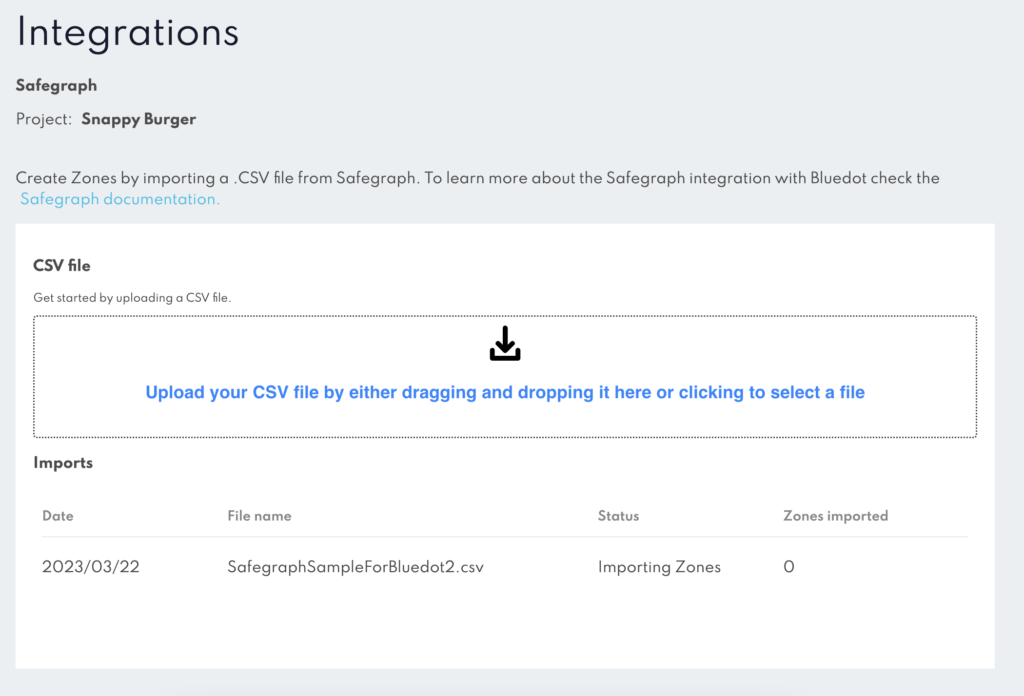 Integrations
Safegraph
Project: Snappy Burger
Create Zones by importing a .CSV file from Safegraph. To learn more about the Safegraph integration with Bluedot check the
Safegraph documentation.
CSV file
Get started by uploading a CSV file.
Upload your CSV file by either dragging and dropping it here or clicking to select a file
Imports
Date File name Status Zones imported
2023/03/22 SafegraphSampleForBluedot2.csv Importing Zones 0